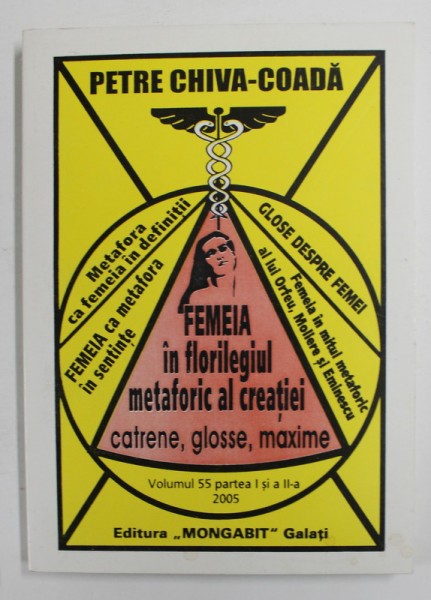 PETRE CHIVA-COADĂ
Metafora
ca femeia în definiții
FEMEIA ca metafora
în sentințe
GLOSE DESPRE FEMEI
Femeia în mitul metaforic
al lui Orfeu, Moliere și Eminescu
FEMEIA
în florilegiul
metaforic al creației
catrene, glosse, maxime
Volumul 55 partea I și a II-a
2005
Editura „MONGABIT" Galați